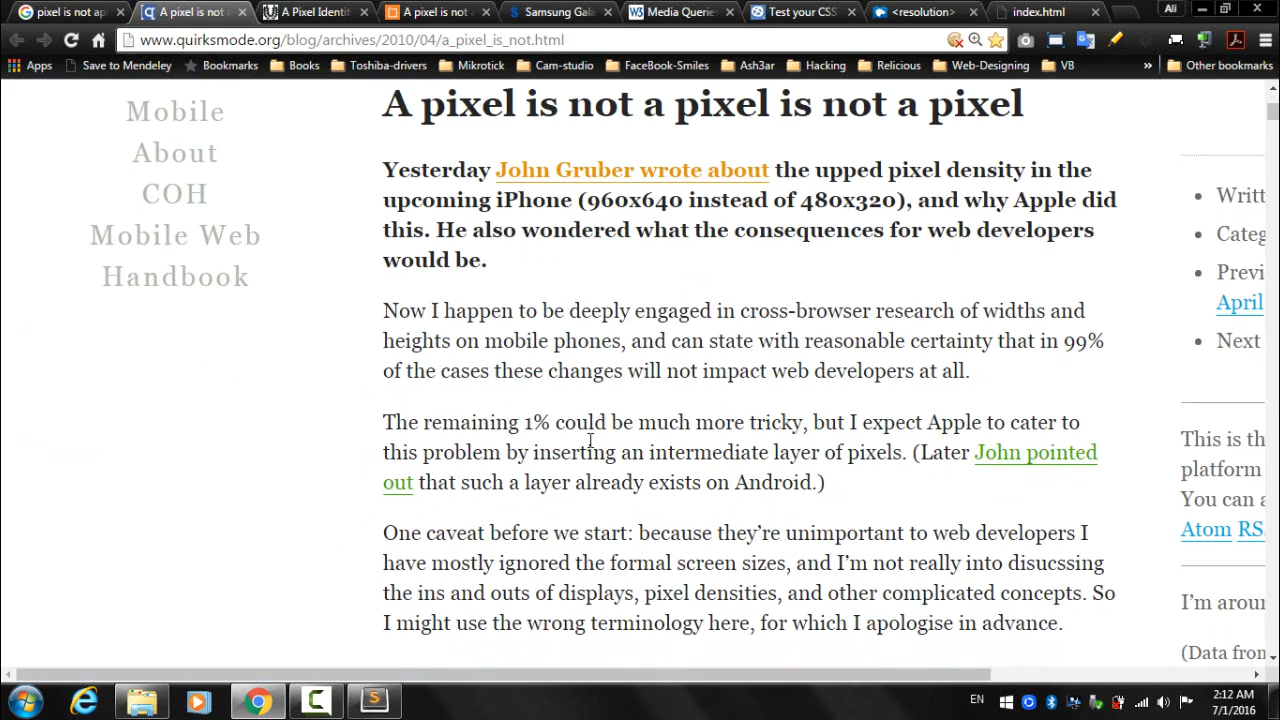 pixel is not a p
A pixel is not a
A Pixel Identit
A pixel is not a
Samsung Gala
Media Querie
Test your CSS
<resolution>
index.html
Ali
www.quirksmode.org/blog/archives/2010/04/a_pixel_is_not.html
Apps
Save to Mendeley
Bookmarks
Books
Toshiba-drivers
Mikrotick
Cam-studio
FaceBook-Smiles
Ash3ar
Hacking
Relicious
Web-Designing
VB
»
Other bookmarks
Mobile
About
COH
Mobile Web
Handbook
A pixel is not a pixel is not a pixel
Yesterday John Gruber wrote about the upped pixel density in the
upcoming iPhone (960x640 instead of 480x320), and why Apple did
this. He also wondered what the consequences for web developers
would be.
Now I happen to be deeply engaged in cross-browser research of widths and
heights on mobile phones, and can state with reasonable certainty that in 99%
of the cases these changes will not impact web developers at all.
The remaining 1% could be much more tricky, but I expect Apple to cater to
this problem by inserting an intermediate layer of pixels. (Later John pointed
out that such a layer already exists on Android.)
One caveat before we start: because they’re unimportant to web developers I
have mostly ignored the formal screen sizes, and I’m not really into disucssing
the ins and outs of displays, pixel densities, and other complicated concepts. So
I might use the wrong terminology here, for which I apologise in advance.
Writt
Categ
Previ
April
Next
This is th
platform
You can a
Atom RS
I’m aroun
(Data from
EN
2:12 AM
7/1/2016